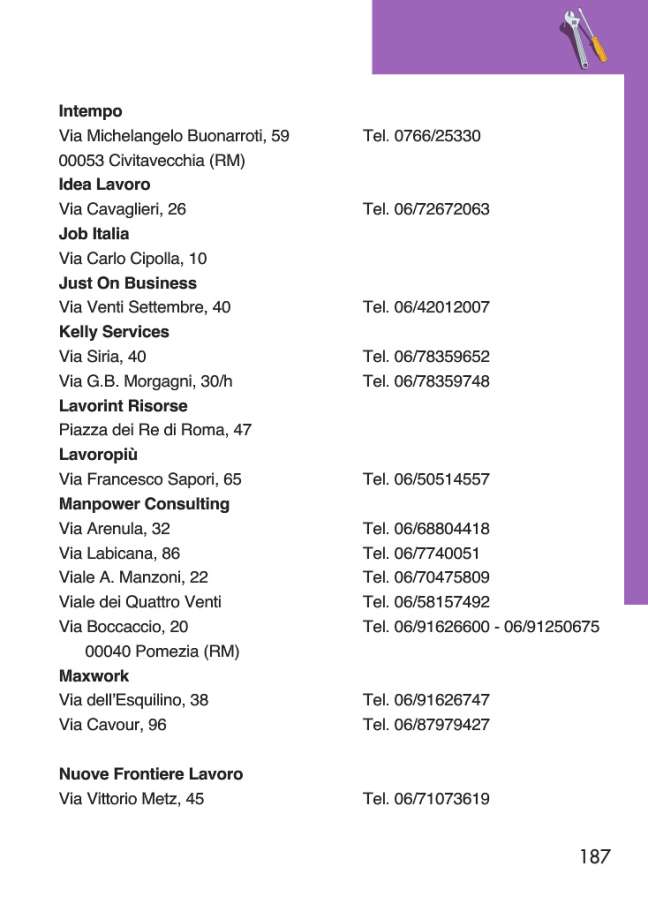 Intempo
Via Michelangelo Buonarroti, 59 Tel. 0766/25330
00053 Civitavecchia (RM)
Idea Lavoro
Via Cavaglieri, 26 Tel. 06/72672063
Job Italia
Via Carlo Cipolla, 10
Just On Business
Via Venti Settembre, 40 Tel. 06/42012007
Kelly Services
Via Siria, 40 Tel. 06/78359652
Via G.B. Morgagni, 30/h Tel. 06/78359748
Lavorint Risorse
Piazza dei Re di Roma, 47
Lavoropiù
Via Francesco Sapori, 65 Tel. 06/50514557
Manpower Consulting
Via Arenula, 32 Tel. 06/68804418
Via Labicana, 86 Tel. 06/7740051
Viale A. Manzoni, 22 Tel. 06/70475809
Viale dei Quattro Venti Tel. 06/58157492
Via Boccaccio, 20 Tel. 06/91626600 - 06/91250675
00040 Pomezia (RM)
Maxwork
Via dell'Esquilino, 38 Tel. 06/91626747
Via Cavour, 96 Tel. 06/87979427
Nuove Frontiere Lavoro
Via Vittorio Metz, 45 Tel. 06/71073619
187